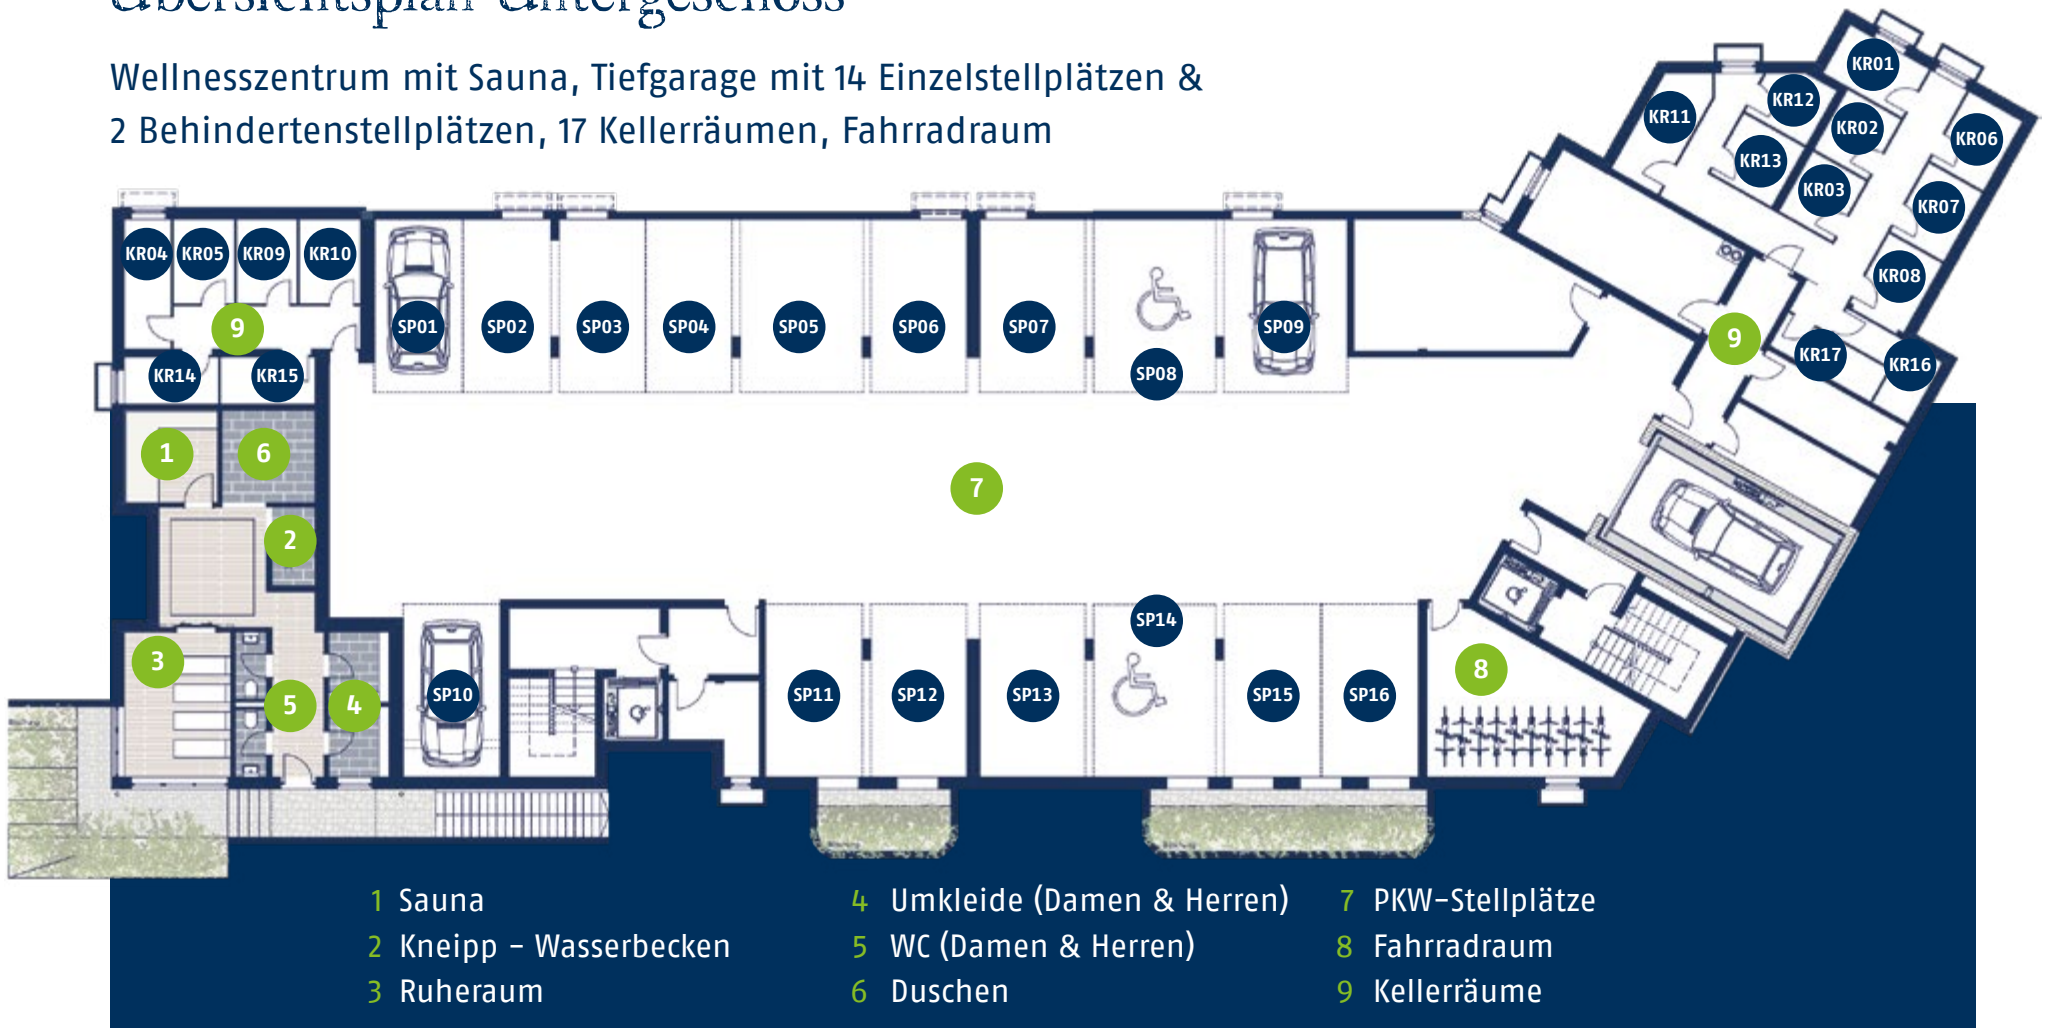 Übersichtsplan Untergeschoss
Wellnesszentrum mit Sauna, Tiefgarage mit 14 Einzelstellplätzen &
2 Behindertenstellplätzen, 17 Kellerräumen, Fahrradraum
KR01
KR11
KR12
KR02
KR06
KR13
KR03
KR07
KR04
KR05
KR09
KR10
KR08
SP01
SP02
SP03
SP04
SP05
SP06
SP07
SP08
SP09
9
9
KR17
KR16
KR14
KR15
1
6
7
2
3
5
4
SP10
SP11
SP12
SP13
SP14
SP15
SP16
8
1 Sauna
2 Kneipp - Wasserbecken
3 Ruheraum
4 Umkleide (Damen & Herren)
5 WC (Damen & Herren)
6 Duschen
7 PKW-Stellplätze
8 Fahrradraum
9 Kellerräume